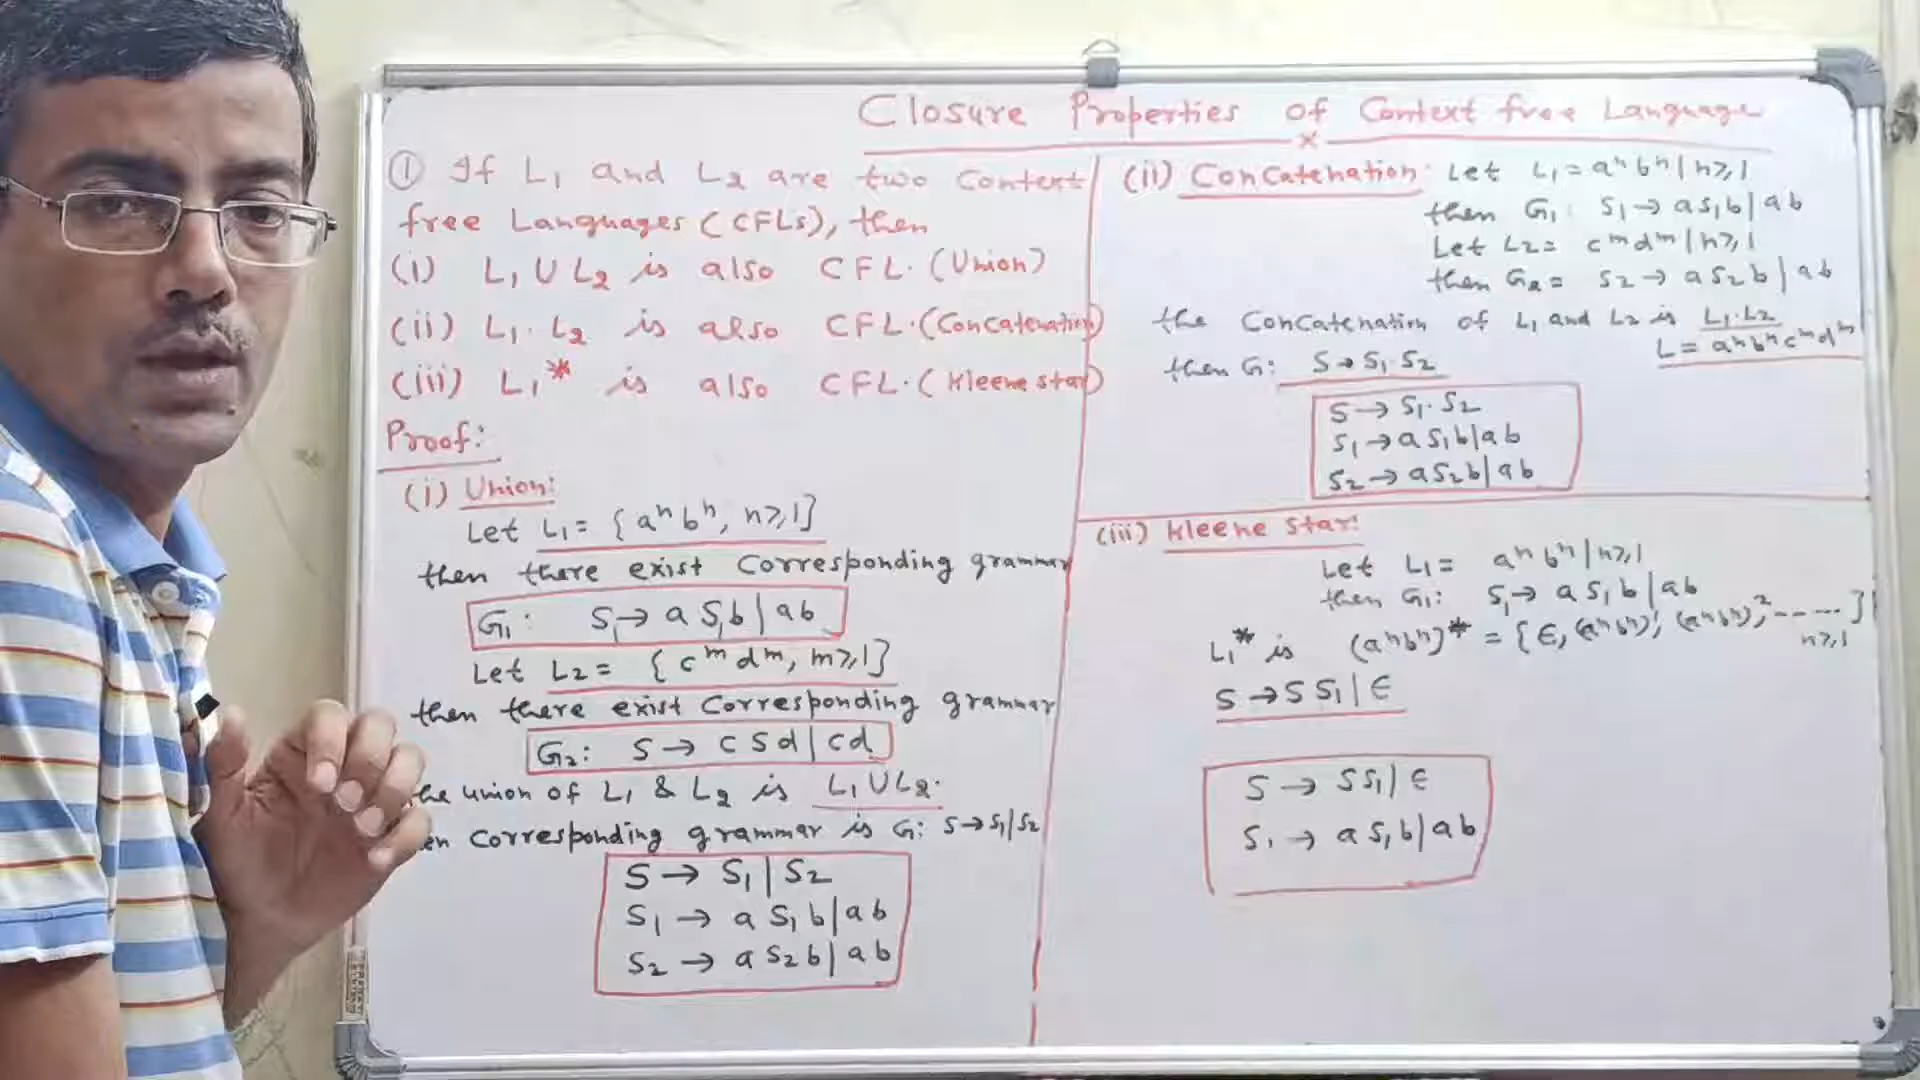 Closure Properties of Context free Language
① If L₁ and L₂ are two Context
free Languages (CFLs), then
(i) L₁ ∪ L₂ is also CFL. (Union)
(ii) L₁. L₂ is also CFL. (Concatenation)
(iii) L₁* is also CFL. (Kleene star)
Proof:
(i) Union:
Let L₁ = {aⁿbⁿ, n≥1}
then there exist Corresponding grammar
G₁: S₁→ a S₁b | ab
Let L₂ = {cᵐdᵐ, m≥1}
then there exist Corresponding grammar
G₂: S → c S d | cd
he union of L₁ & L₂ is L₁∪L₂.
en Corresponding grammar is G: S→S₁|S₂
S → S₁ | S₂
S₁ → a S₁ b | ab
S₂ → a S₂ b | ab
(ii) Concatenation: Let L₁ = aⁿbⁿ | n≥1
then G₁: S₁→ aS₁b | ab
Let L₂ = cᵐdᵐ | n≥1
then G₂ = S₂ → a S₂ b | ab
the Concatenation of L₁ and L₂ is L₁.L₂
L = aⁿbⁿcᵐdᵐ
then G: S→ S₁.S₂
S → S₁. S₂
S₁ → a S₁b | ab
S₂ → a S₂b | ab
(iii) Kleene star:
Let L₁ = aⁿbⁿ | n≥1
then G₁: S₁→ a S₁ b | ab
L₁* is (aⁿbⁿ)* = {∈, (aⁿbⁿ)¹, (aⁿbⁿ)², ------}
n≥1
S → S S₁ | ∈
S → S S₁ | ∈
S₁ → a S₁ b | ab